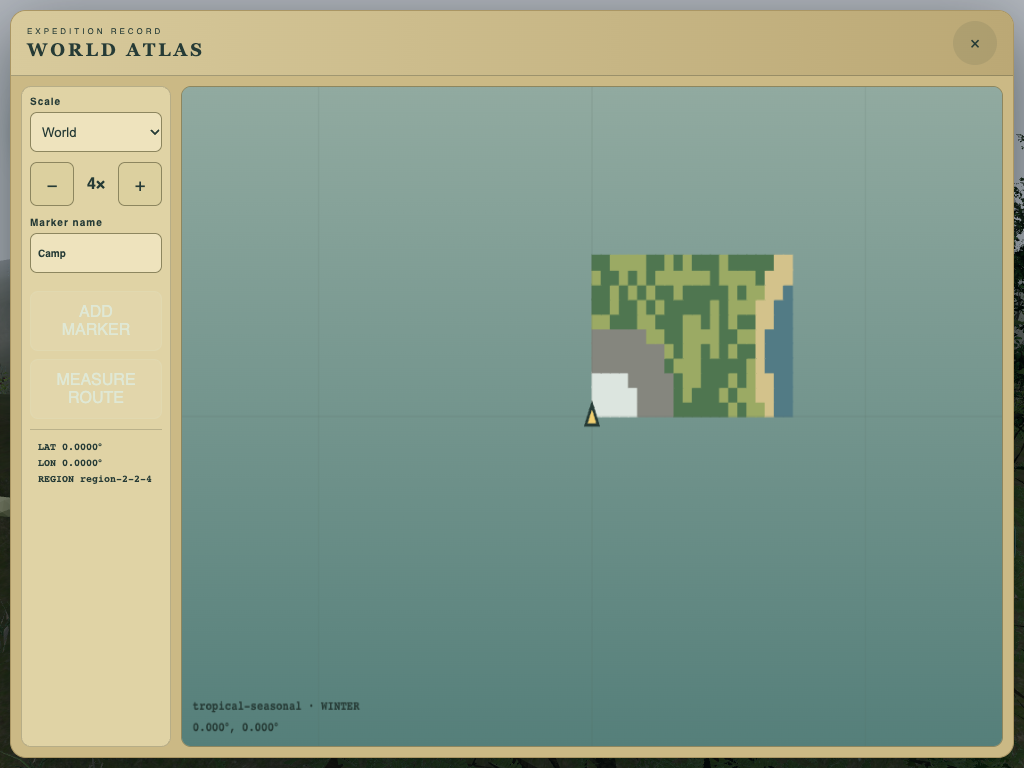 EXPEDITION RECORD
WORLD ATLAS
×
Scale
World
− 4× +
Marker name
Camp
ADD
MARKER
MEASURE
ROUTE
LAT 0.0000°
LON 0.0000°
REGION region-2-2-4
tropical-seasonal · WINTER
0.000°, 0.000°